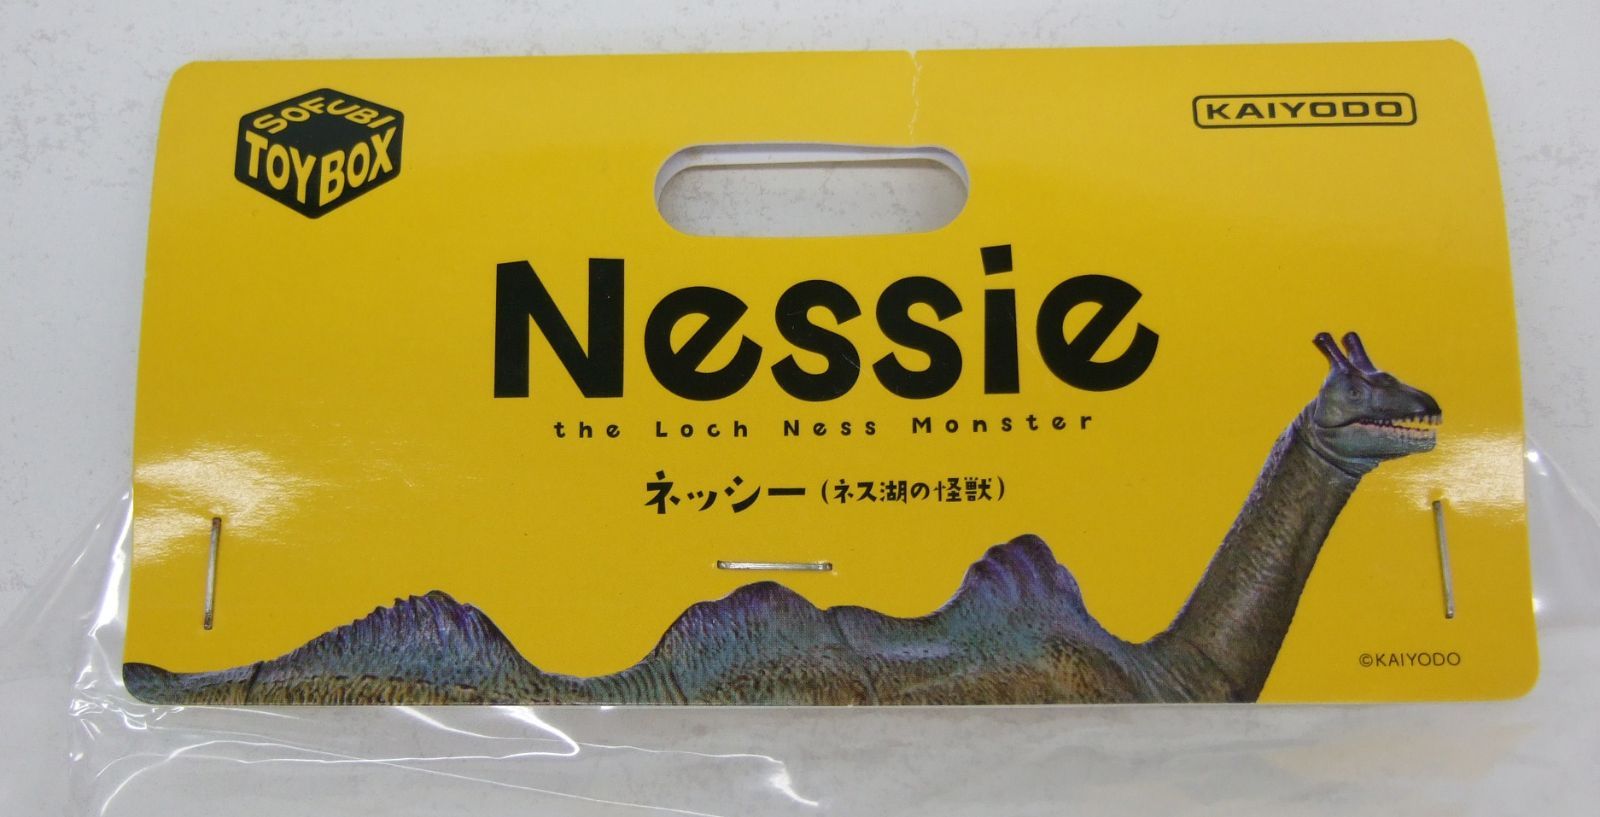 SOFUBI
TOY BOX
KAIYODO
Nessie
the Loch Ness Monster
ネッシー(ネス湖の怪獣)
©KAIYODO